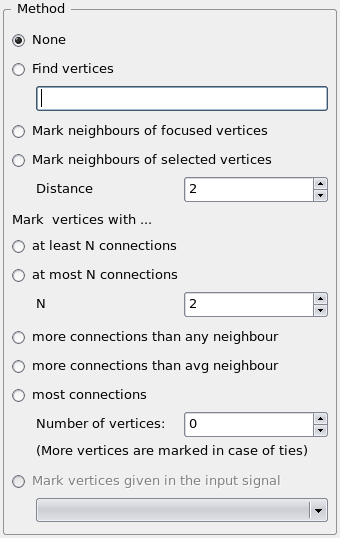 Method
None
Find vertices
Mark neighbours of focused vertices
Mark neighbours of selected vertices
Distance 2
Mark vertices with ...
at least N connections
at most N connections
N 2
more connections than any neighbour
more connections than avg neighbour
most connections
Number of vertices: 0
(More vertices are marked in case of ties)
Mark vertices given in the input signal